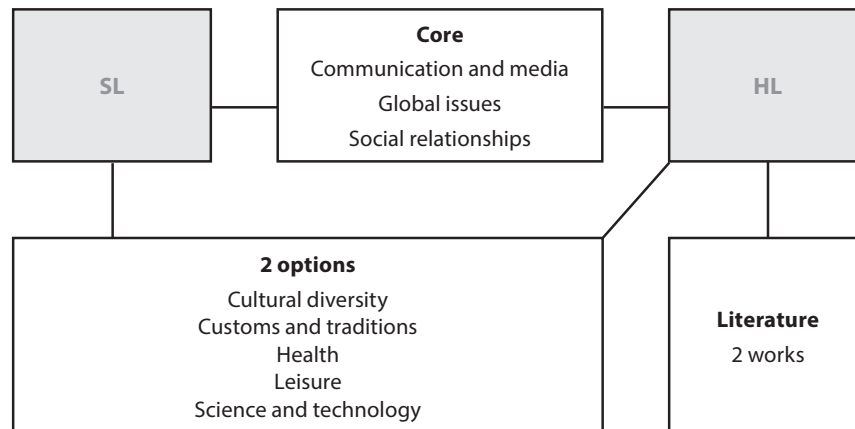 SL
Core
Communication and media
Global issues
Social relationships
HL
2 options
Cultural diversity
Customs and traditions
Health
Leisure
Science and technology
Literature
2 works